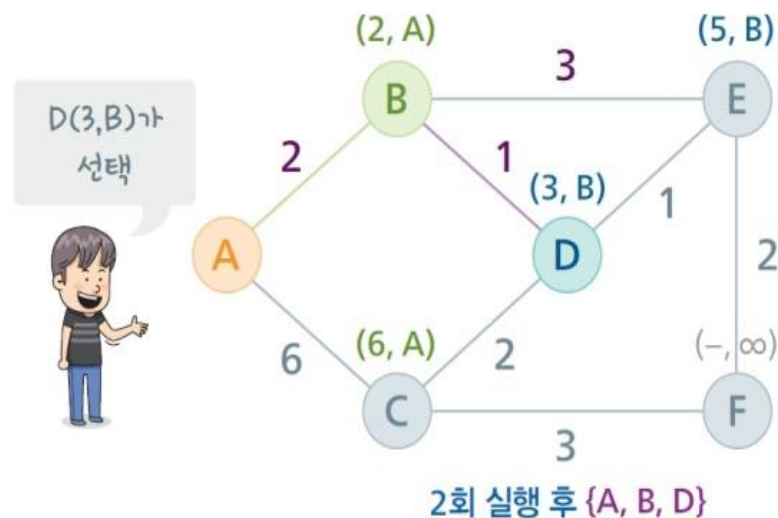 (2, A)
(5, B)
3
B
E
D(3,B)가
선택
2
1
(3, B)
1
A
D
2
(6, A)
6
2
(-, ∞)
C
F
3
2회 실행 후 {A, B, D}